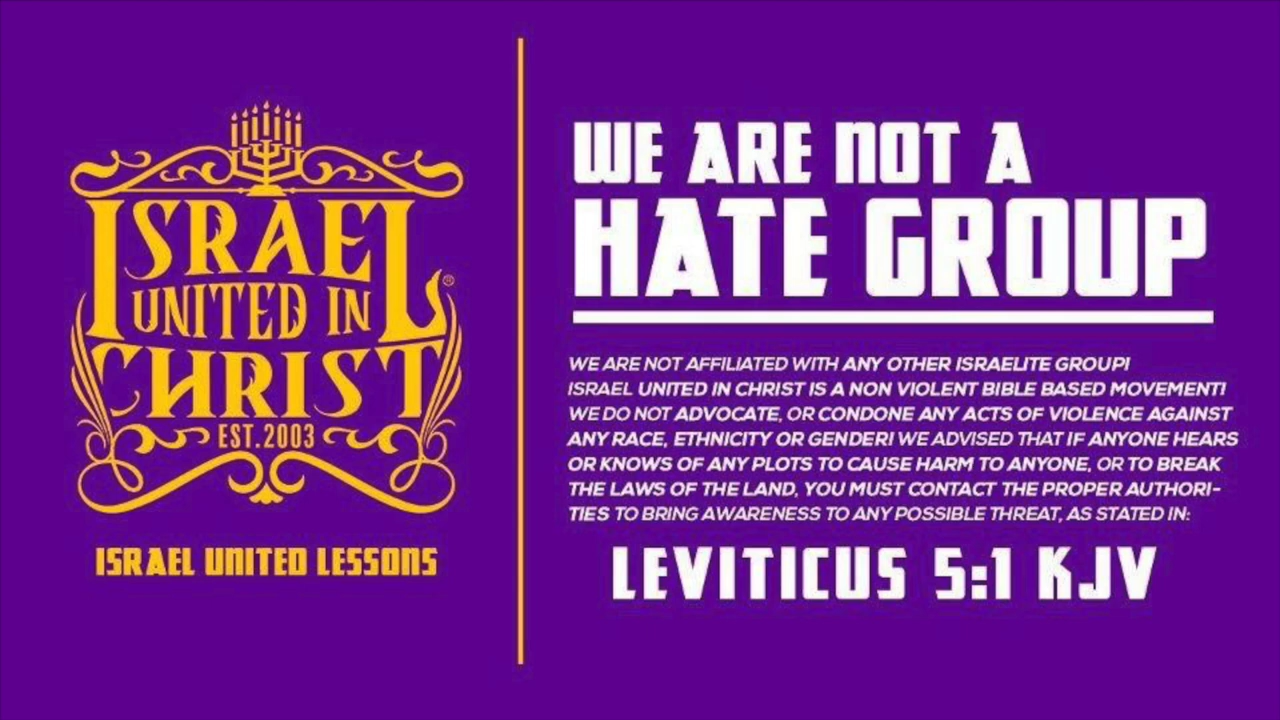 ISRAEL
UNITED IN
CHRIST
EST.2003
ISRAEL UNITED LESSONS
WE ARE NOT A
HATE GROUP
WE ARE NOT AFFILIATED WITH ANY OTHER ISRAELITE GROUP!
ISRAEL UNITED IN CHRIST IS A NON VIOLENT BIBLE BASED MOVEMENT!
WE DO NOT ADVOCATE, OR CONDONE ANY ACTS OF VIOLENCE AGAINST
ANY RACE, ETHNICITY OR GENDER! WE ADVISED THAT IF ANYONE HEARS
OR KNOWS OF ANY PLOTS TO CAUSE HARM TO ANYONE, OR TO BREAK
THE LAWS OF THE LAND, YOU MUST CONTACT THE PROPER AUTHORI-
TIES TO BRING AWARENESS TO ANY POSSIBLE THREAT, AS STATED IN:
LEVITICUS 5:1 KJV